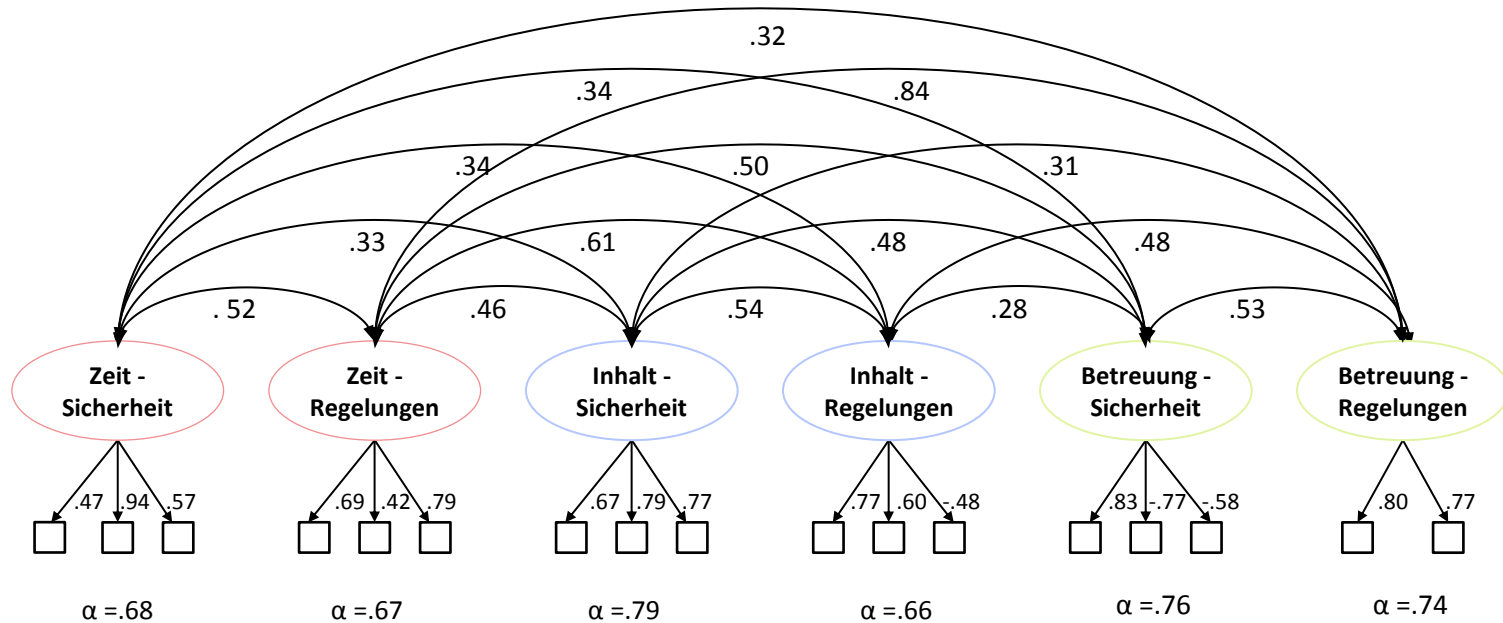 .32
.34
.84
.34
.50
.31
.33
.61
.48
.48
. 52
.46
.54
.28
.53
Zeit -
Sicherheit
Zeit -
Regelungen
Inhalt -
Sicherheit
Inhalt -
Regelungen
Betreuung -
Sicherheit
Betreuung -
Regelungen
.47 .94 .57
.69 .42 .79
.67 .79 .77
.77 .60 -.48
.83 -.77 -.58
.80 .77
α =.68
α =.67
α =.79
α =.66
α =.76
α =.74